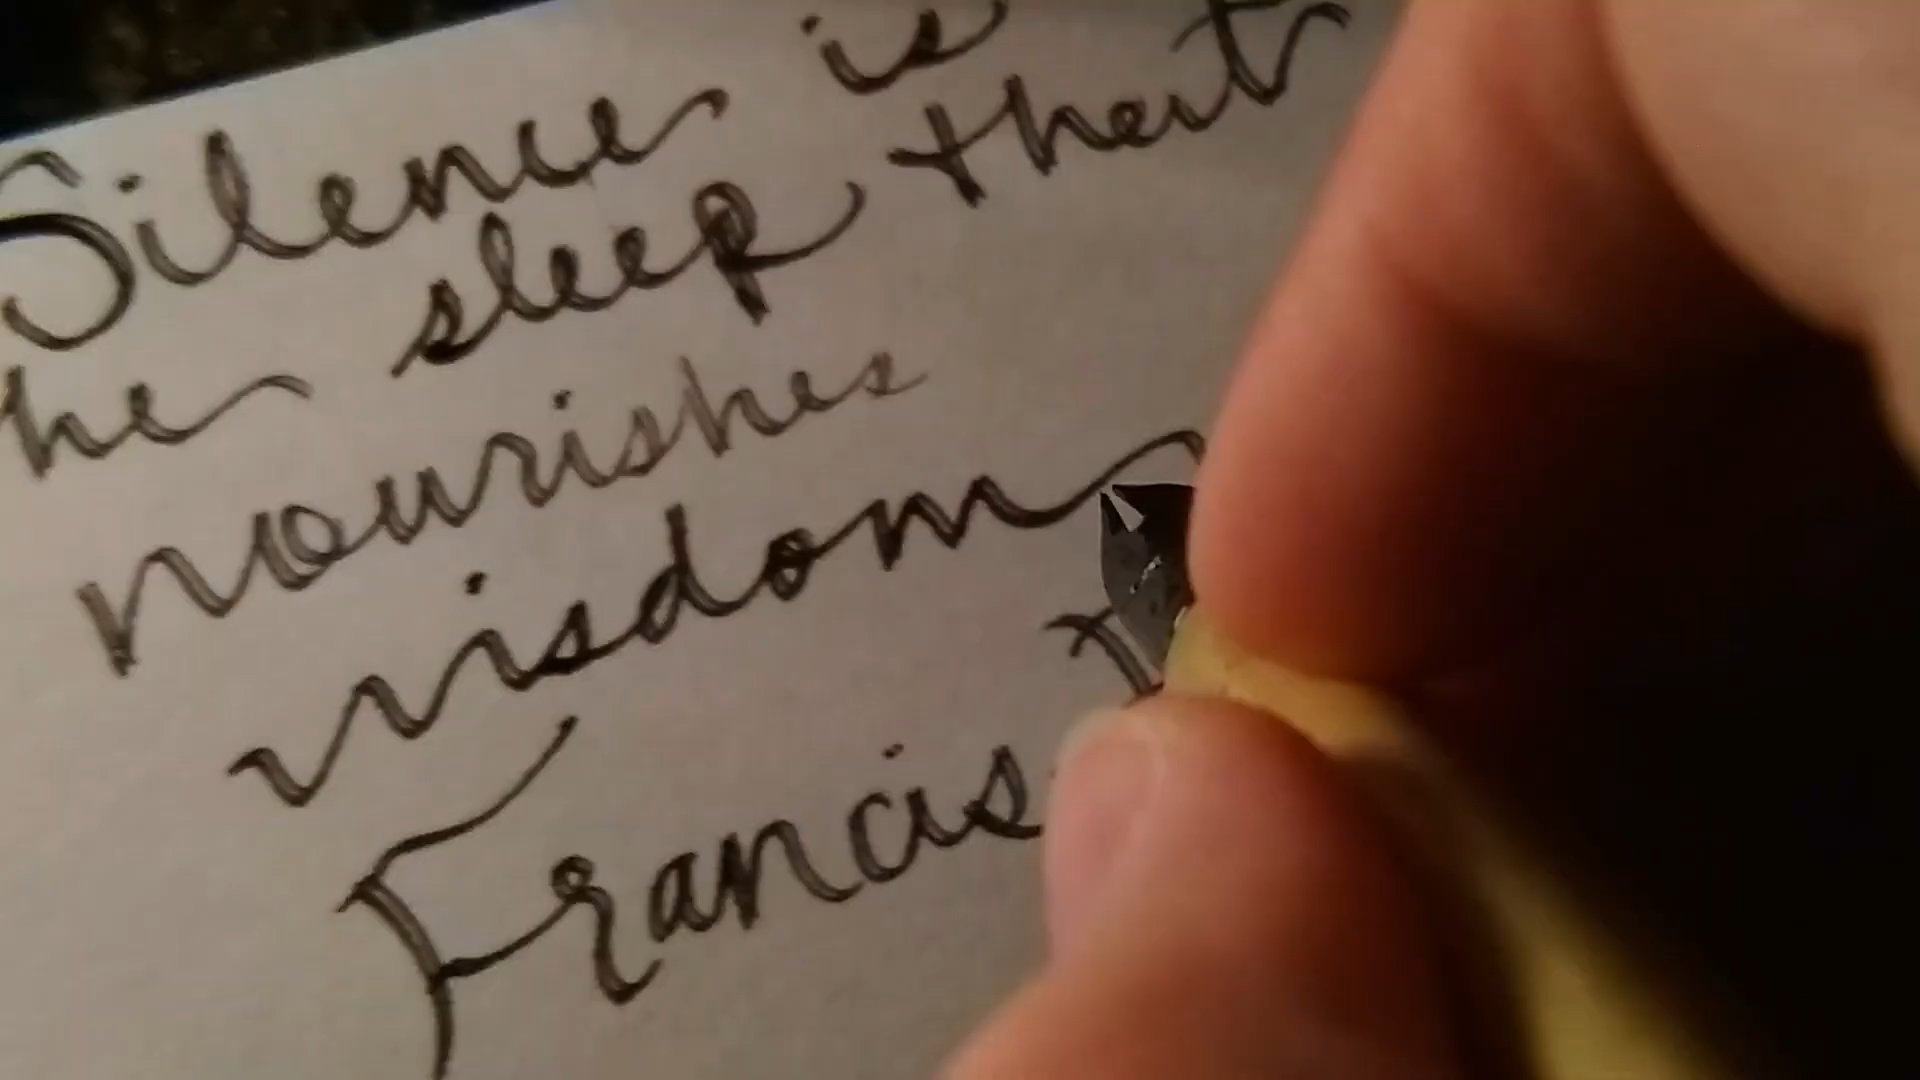 Silence is
he sleep that
nourishes
wisdom
Francis